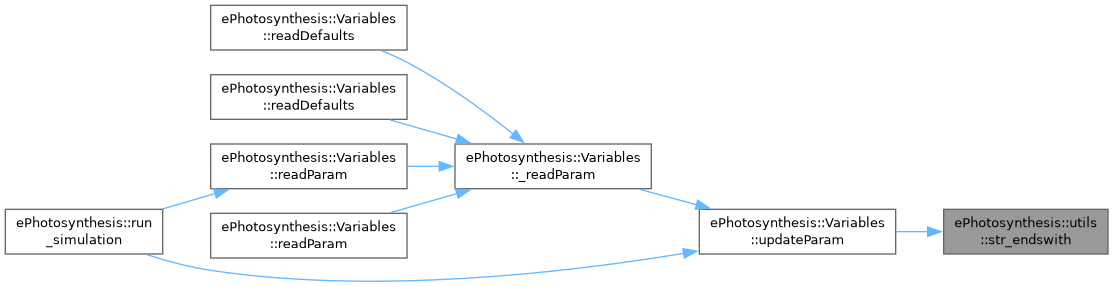 ePhotosynthesis::Variables
::readDefaults
ePhotosynthesis::Variables
::readDefaults
ePhotosynthesis::Variables
::readParam
ePhotosynthesis::Variables
::_readParam
ePhotosynthesis::run
_simulation
ePhotosynthesis::Variables
::readParam
ePhotosynthesis::Variables
::updateParam
ePhotosynthesis::utils
::str_endswith